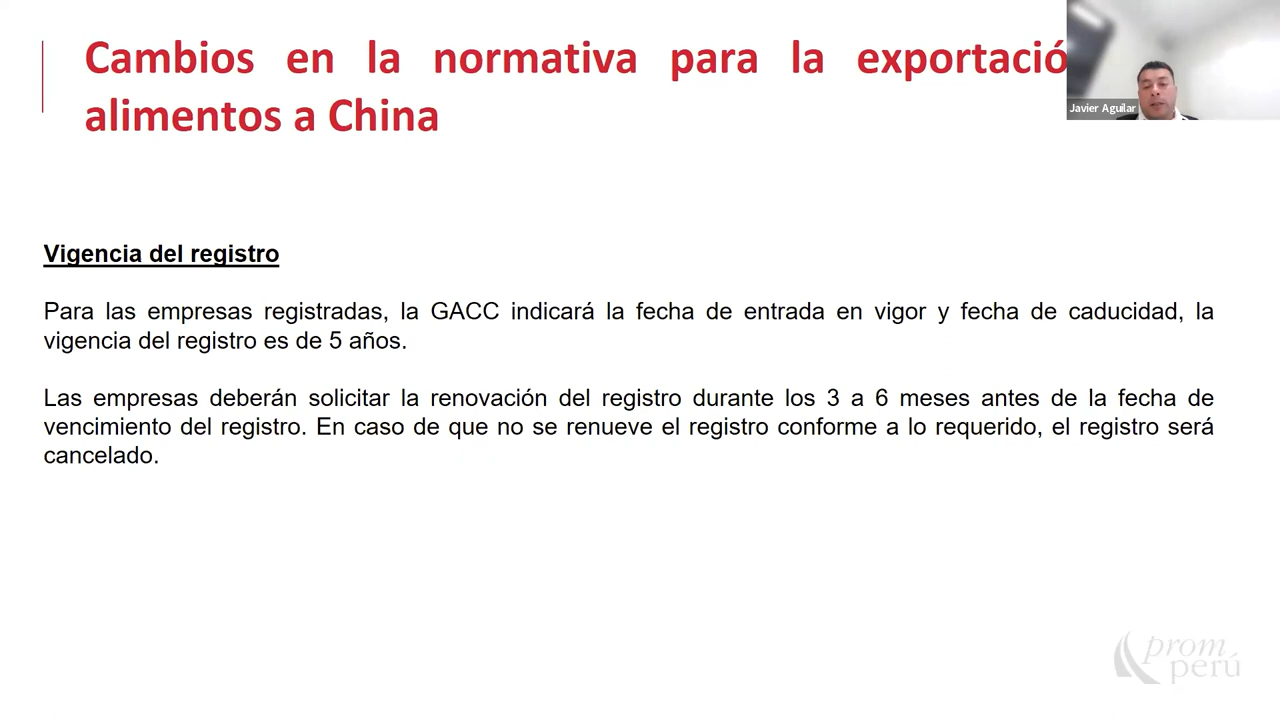 Cambios en la normativa para la exportació
alimentos a China
Javier Aguilar
Vigencia del registro
Para las empresas registradas, la GACC indicará la fecha de entrada en vigor y fecha de caducidad, la
vigencia del registro es de 5 años.
Las empresas deberán solicitar la renovación del registro durante los 3 a 6 meses antes de la fecha de
vencimiento del registro. En caso de que no se renueve el registro conforme a lo requerido, el registro será
cancelado.
prom
perú